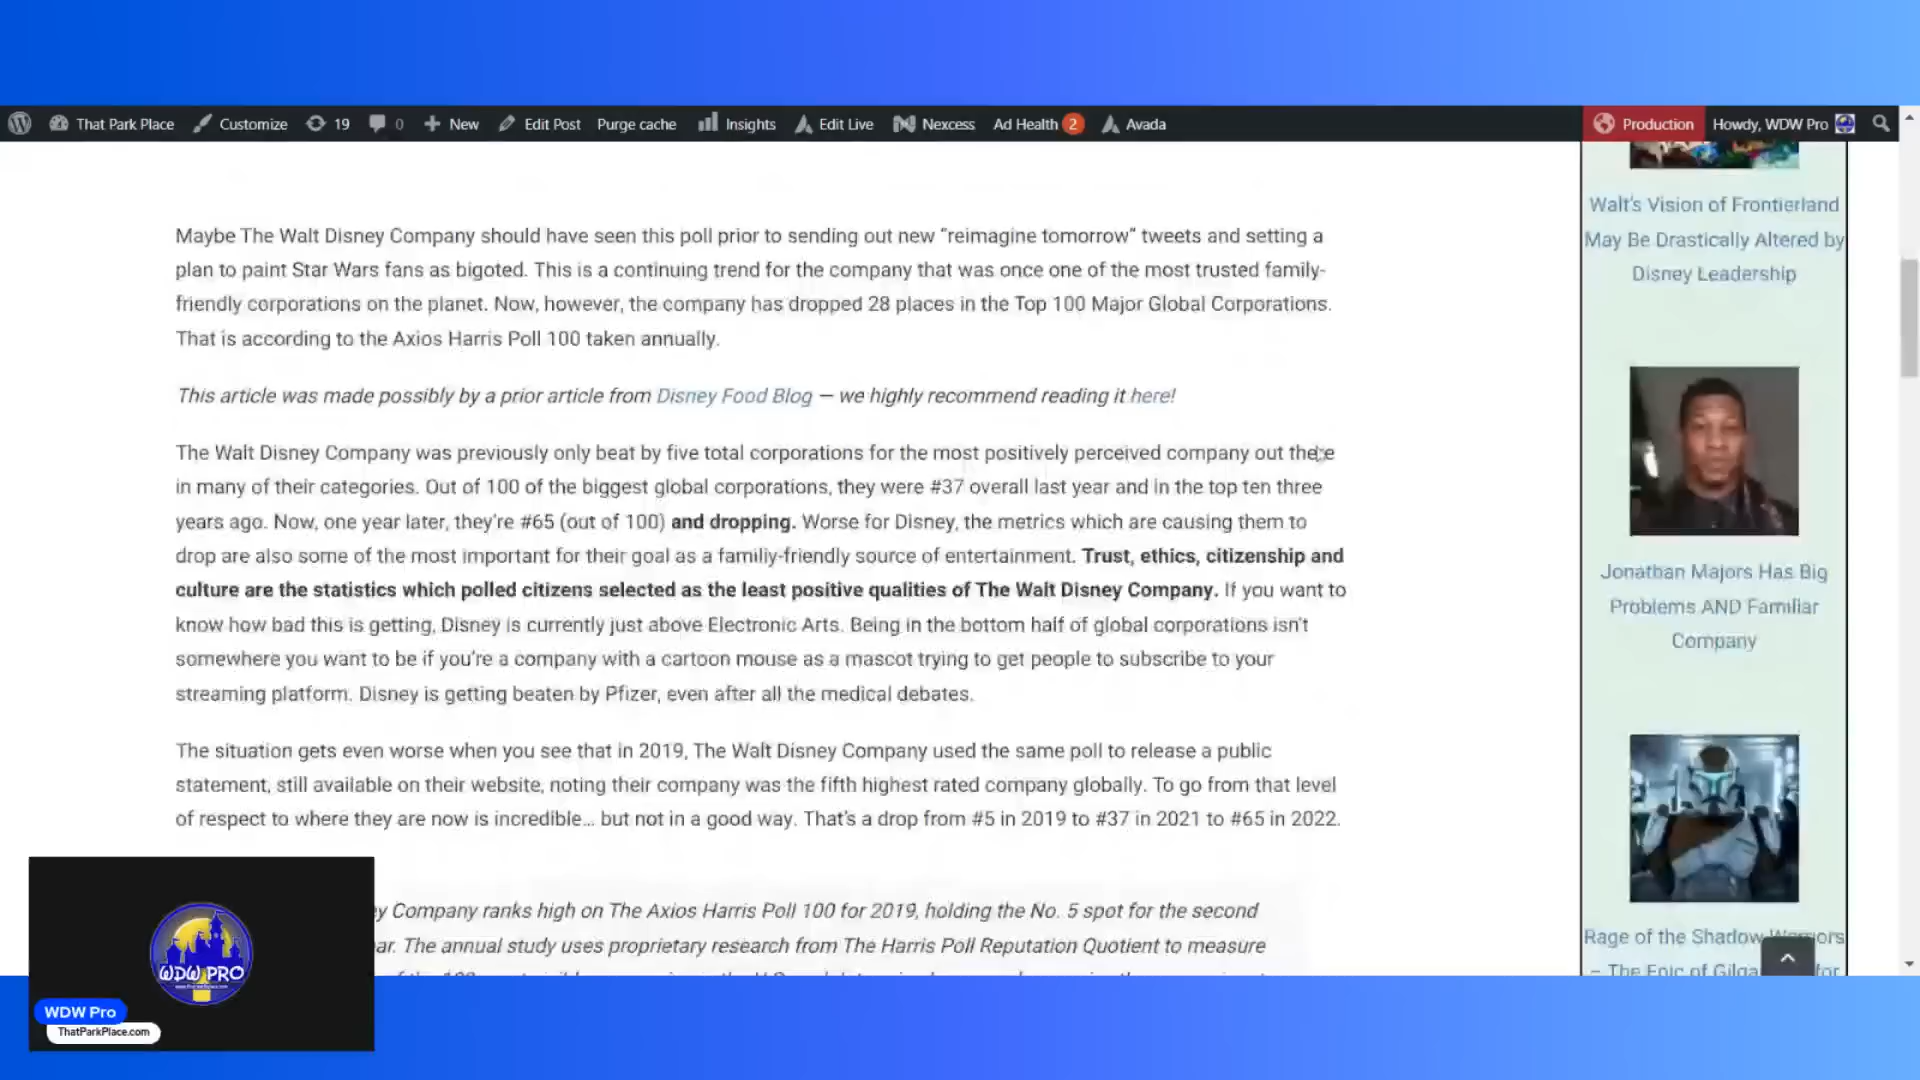 That Park Place Customize 19 0 New Edit Post Purge cache Insights Edit Live Nexcess Ad Health 2 Avada Production Howdy, WDW Pro
Maybe The Walt Disney Company should have seen this poll prior to sending out new “reimagine tomorrow” tweets and setting a
plan to paint Star Wars fans as bigoted. This is a continuing trend for the company that was once one of the most trusted family-
friendly corporations on the planet. Now, however, the company has dropped 28 places in the Top 100 Major Global Corporations.
That is according to the Axios Harris Poll 100 taken annually.
This article was made possibly by a prior article from Disney Food Blog — we highly recommend reading it here!
The Walt Disney Company was previously only beat by five total corporations for the most positively perceived company out there
in many of their categories. Out of 100 of the biggest global corporations, they were #37 overall last year and in the top ten three
years ago. Now, one year later, they’re #65 (out of 100) and dropping. Worse for Disney, the metrics which are causing them to
drop are also some of the most important for their goal as a familiy-friendly source of entertainment. Trust, ethics, citizenship and
culture are the statistics which polled citizens selected as the least positive qualities of The Walt Disney Company. If you want to
know how bad this is getting, Disney is currently just above Electronic Arts. Being in the bottom half of global corporations isn’t
somewhere you want to be if you’re a company with a cartoon mouse as a mascot trying to get people to subscribe to your
streaming platform. Disney is getting beaten by Pfizer, even after all the medical debates.
The situation gets even worse when you see that in 2019, The Walt Disney Company used the same poll to release a public
statement, still available on their website, noting their company was the fifth highest rated company globally. To go from that level
of respect to where they are now is incredible… but not in a good way. That’s a drop from #5 in 2019 to #37 in 2021 to #65 in 2022.
Company ranks high on The Axios Harris Poll 100 for 2019, holding the No. 5 spot for the second
The annual study uses proprietary research from The Harris Poll Reputation Quotient to measure
Walt’s Vision of Frontierland
May Be Drastically Altered by
Disney Leadership
Jonathan Majors Has Big
Problems AND Familiar
Company
Rage of the Shadow
– The Epic of for
WDW PRO
WDW Pro
ThatParkPlace.com